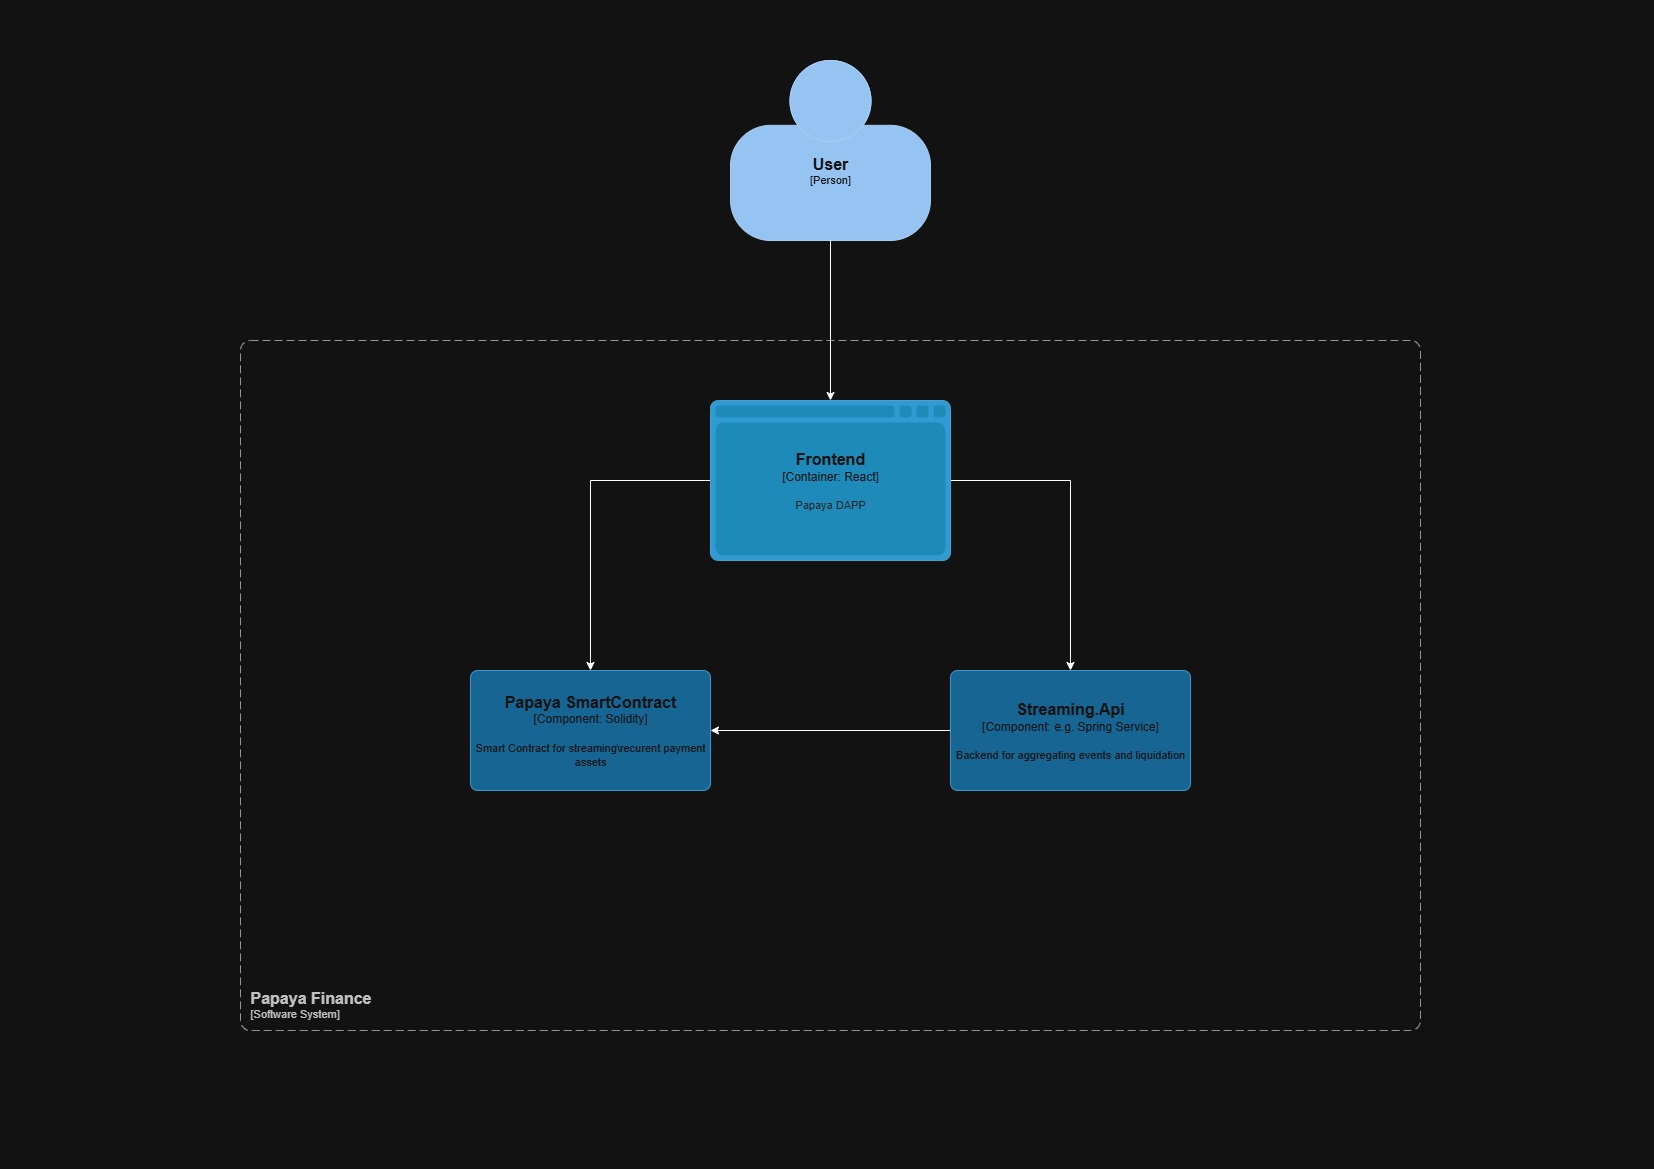 User
[Person]
Frontend
[Container: React]
Papaya DAPP
Papaya SmartContract
[Component: Solidity]
Smart Contract for streaming\recurent payment
assets
Streaming.Api
[Component: e.g. Spring Service]
Backend for aggregating events and liquidation
Papaya Finance
[Software System]